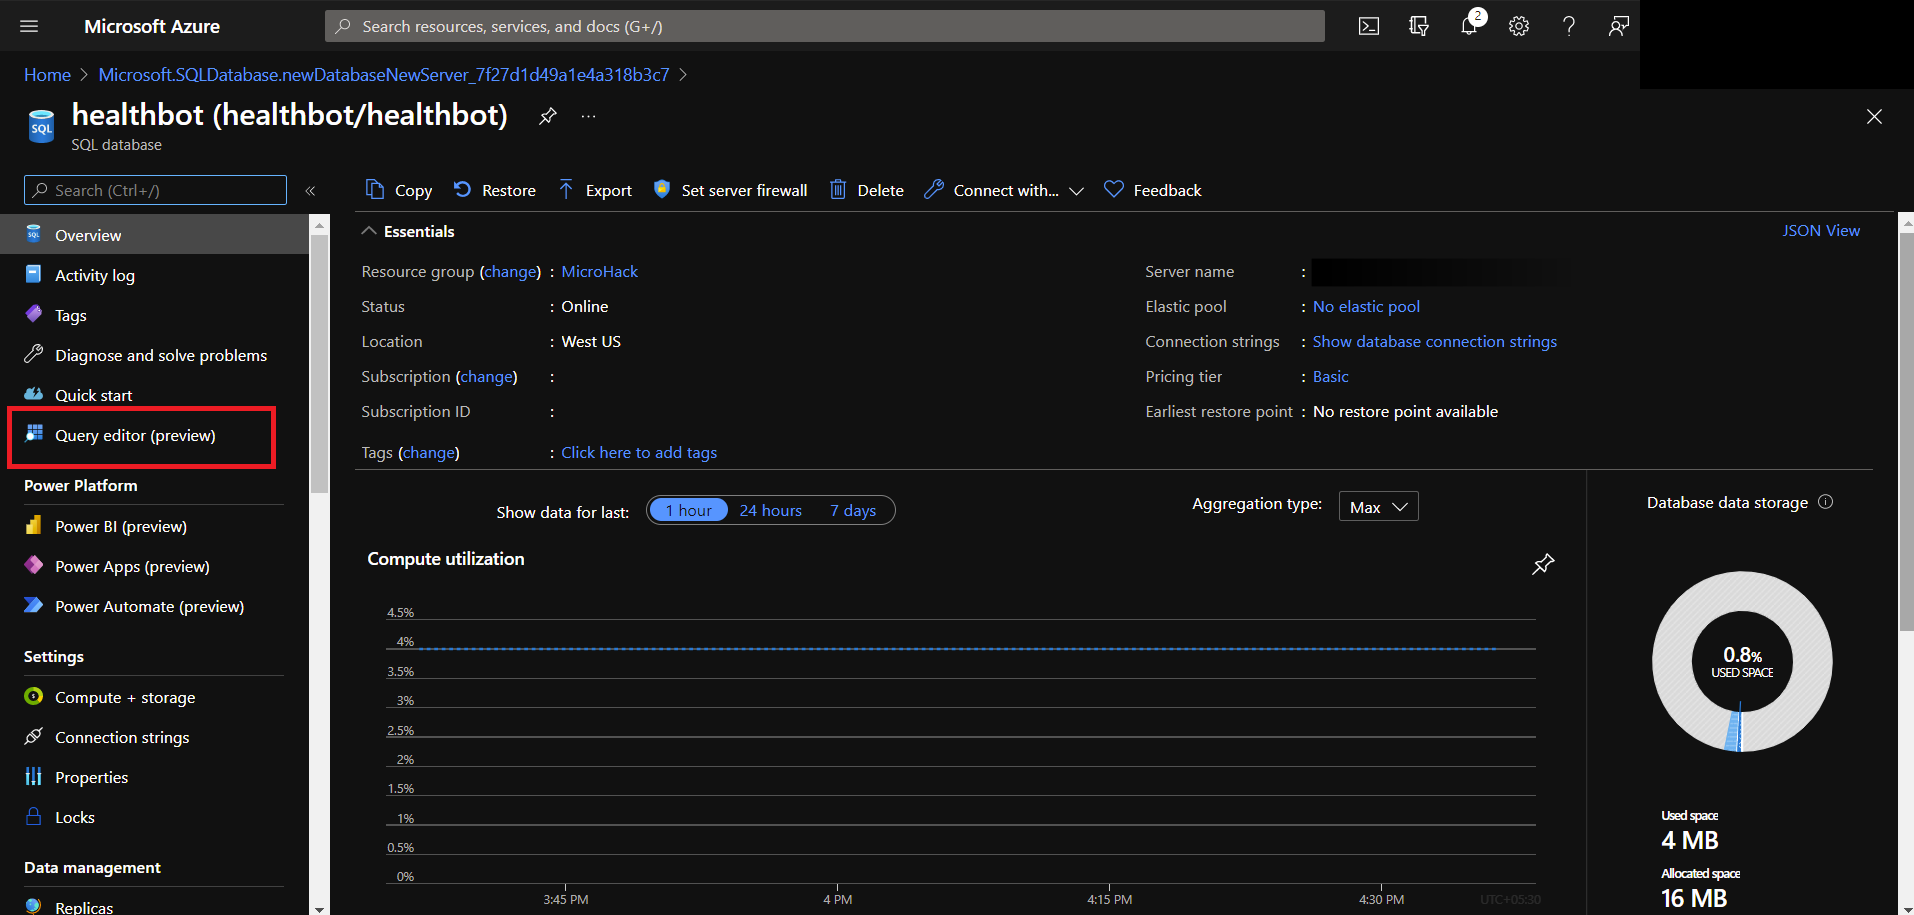 Microsoft Azure
Search resources, services, and docs (G+/)
2
Home > Microsoft.SQLDatabase.newDatabaseNewServer_7f27d1d49a1e4a318b3c7 >
SQL
healthbot (healthbot/healthbot)
...
SQL database
Search (Ctrl+/)
«
Copy
Restore
Export
Set server firewall
Delete
Connect with...
Feedback
Overview
Activity log
Tags
Diagnose and solve problems
Quick start
Query editor (preview)
Power Platform
Power BI (preview)
Power Apps (preview)
Power Automate (preview)
Settings
Compute + storage
Connection strings
Properties
Locks
Data management
Replicas
Essentials
JSON View
Resource group (change) : MicroHack
Status : Online
Location : West US
Subscription (change) :
Subscription ID :
Tags (change) : Click here to add tags
Server name :
Elastic pool : No elastic pool
Connection strings : Show database connection strings
Pricing tier : Basic
Earliest restore point : No restore point available
Show data for last: 1 hour 24 hours 7 days
Aggregation type: Max
Compute utilization
4.5%
4%
3.5%
3%
2.5%
2%
1.5%
1%
0.5%
0%
3:45 PM 4 PM 4:15 PM 4:30 PM UTC+05:30
Database data storage
0.8%
USED SPACE
Used space
4 MB
Allocated space
16 MB